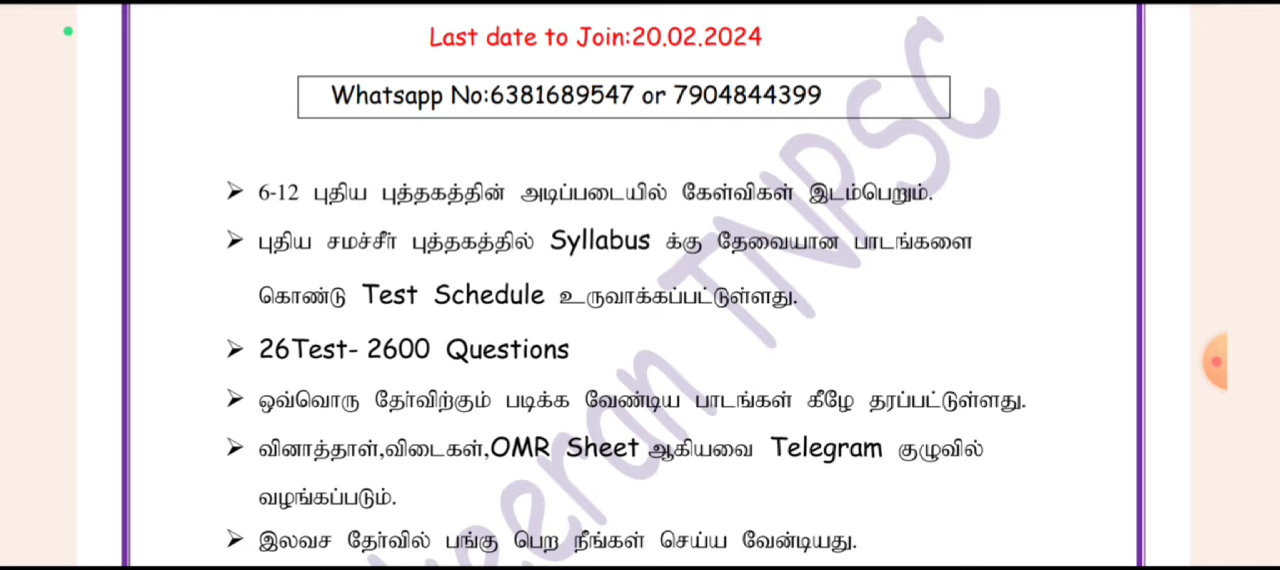 Last date to Join:20.02.2024
Whatsapp No:6381689547 or 7904844399
6-12 புதிய புத்தகத்தின் அடிப்படையில் கேள்விகள் இடம்பெறும்.
புதிய சமச்சீர் புத்தகத்தில் Syllabus க்கு தேவையான பாடங்களை
கொண்டு Test Schedule உருவாக்கப்பட்டுள்ளது.
26Test- 2600 Questions
ஒவ்வொரு தேர்விற்கும் படிக்க வேண்டிய பாடங்கள் கீழே தரப்பட்டுள்ளது.
வினாத்தாள்,விடைகள்,OMR Sheet ஆகியவை Telegram குழுவில்
வழங்கப்படும்.
இலவச தேர்வில் பங்கு பெற நீங்கள் செய்ய வேன்டியது.
TNPSC